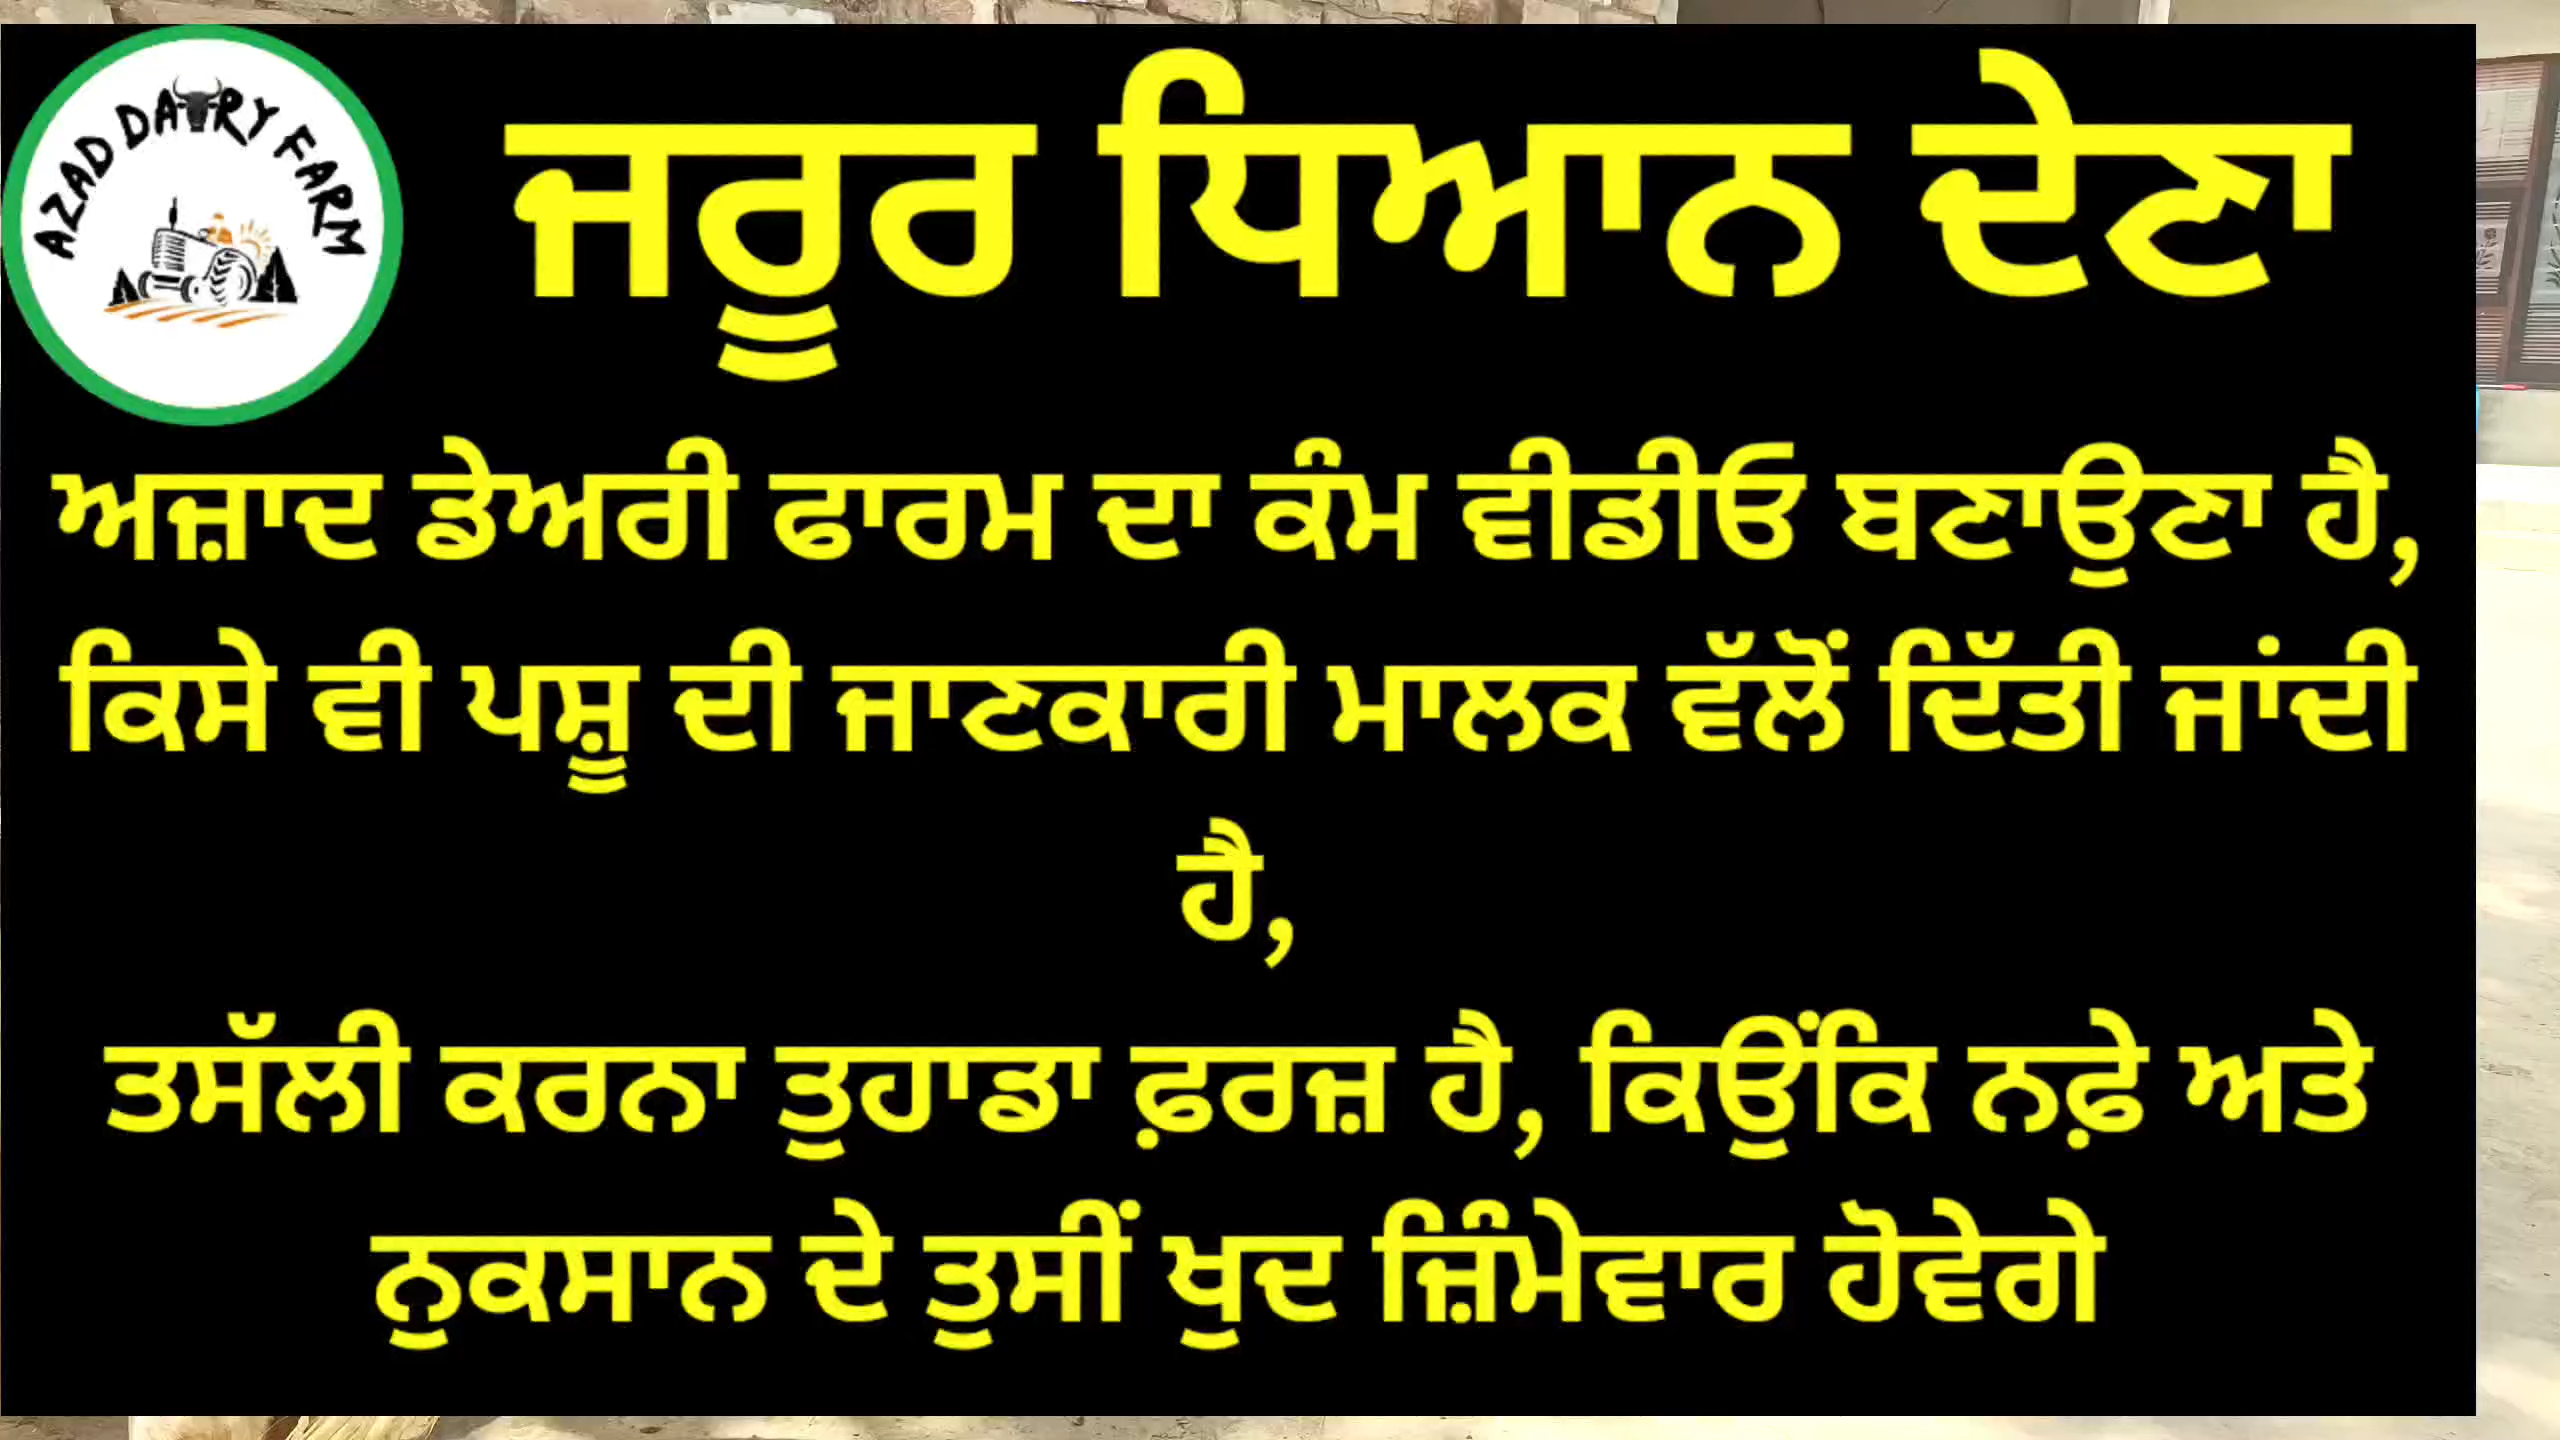 AZAD DAIRY FARM
ਜਰੂਰ ਧਿਆਨ ਦੇਣਾ
ਅਜ਼ਾਦ ਡੇਅਰੀ ਫਾਰਮ ਦਾ ਕੰਮ ਵੀਡੀਓ ਬਣਾਉਣਾ ਹੈ,
ਕਿਸੇ ਵੀ ਪਸ਼ੂ ਦੀ ਜਾਣਕਾਰੀ ਮਾਲਕ ਵੱਲੋਂ ਦਿੱਤੀ ਜਾਂਦੀ
ਹੈ,
ਤਸੱਲੀ ਕਰਨਾ ਤੁਹਾਡਾ ਫ਼ਰਜ਼ ਹੈ, ਕਿਉਂਕਿ ਨਫ਼ੇ ਅਤੇ
ਨੁਕਸਾਨ ਦੇ ਤੁਸੀਂ ਖੁਦ ਜ਼ਿੰਮੇਵਾਰ ਹੋਵੇਗੇ